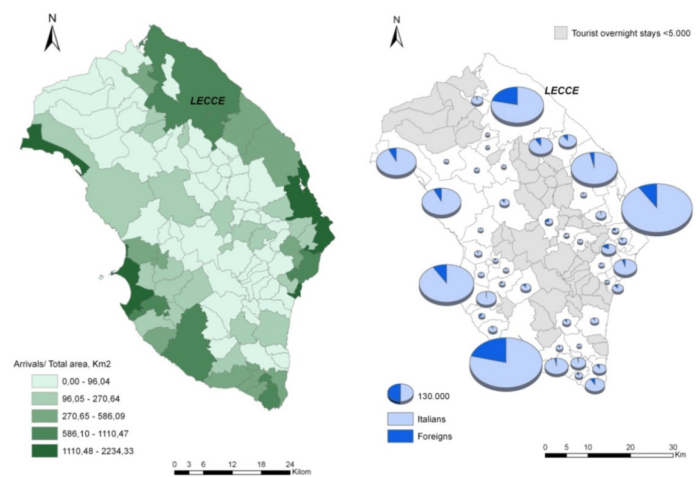 N
LECCE
Arrivals/ Total area, Km2
0,00 - 96,04
96,05 - 270,64
270,65 - 586,09
586,10 - 1110,47
1110,48 - 2234,33
0 3 6 12 18 24
Kilom
N
Tourist overnight stays <5.000
LECCE
130.000
Italians
Foreigns
0 5 10 20 30
Km